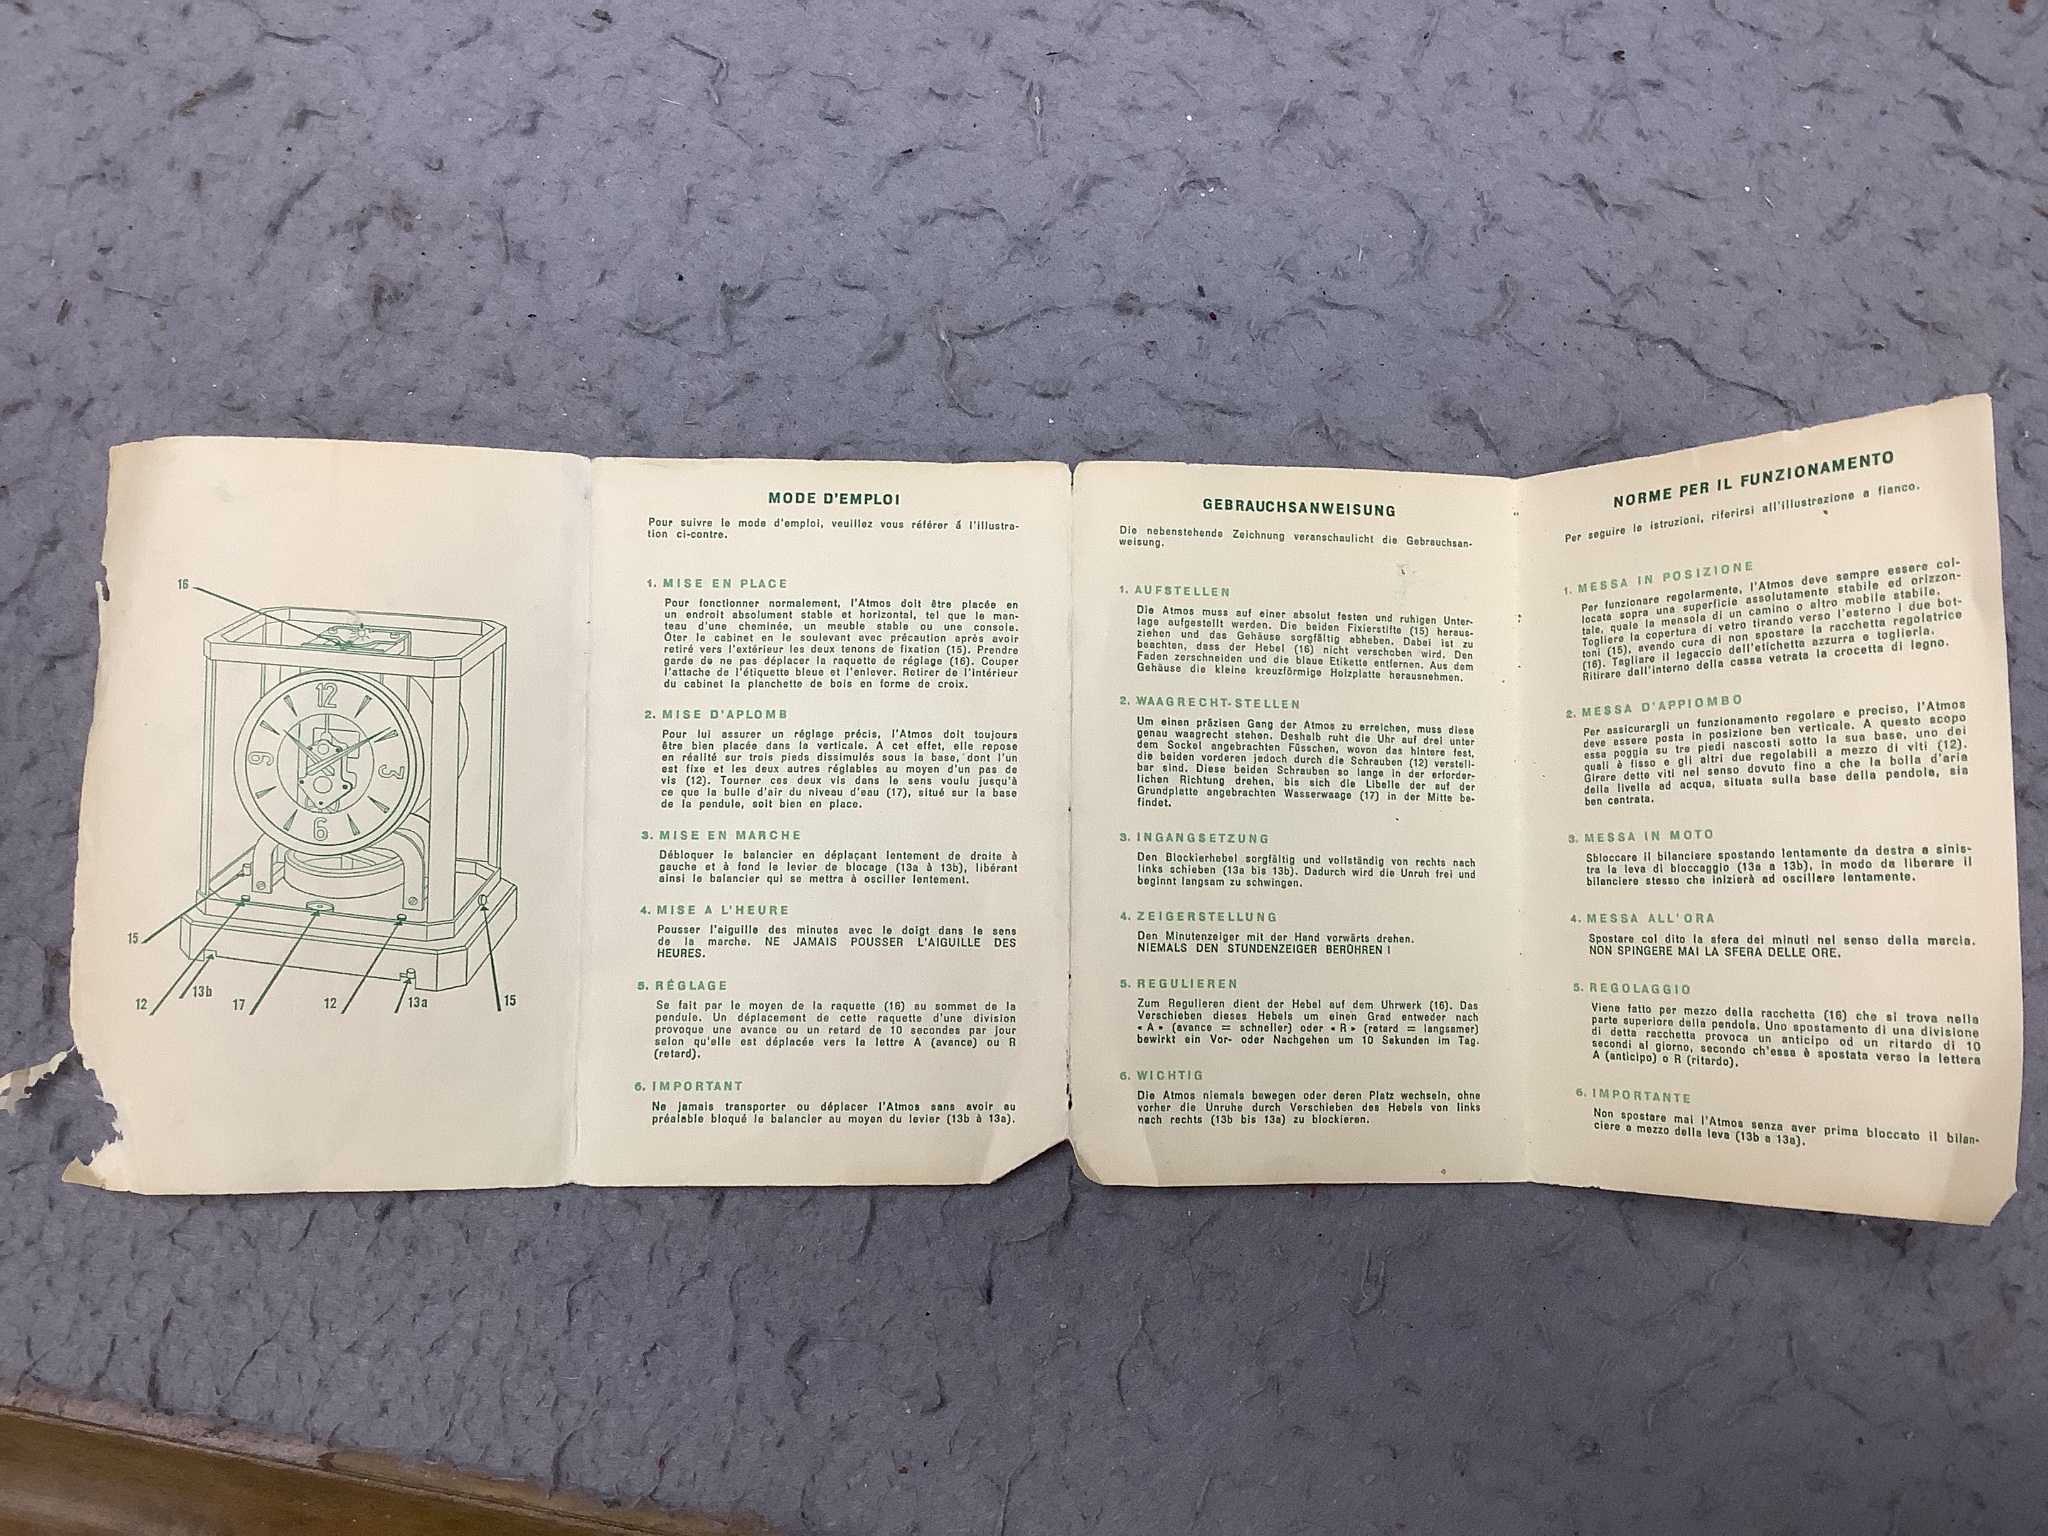 16
12
3
6
9
15
12
13b
17
12
13a
15
MODE D'EMPLOI
Pour suivre le mode d'emploi, veuillez vous référer á l'illustra-
tion ci-contre.
1. MISE EN PLACE
Pour fonctionner normalement, l'Atmos doit être placée en
un endroit absolument stable et horizontal, tel que le man-
teau d'une cheminée, un meuble stable ou une console.
Ôter le cabinet en le soulevant avec précaution après avoir
retiré vers l'extérieur les deux tenons de fixation (15). Prendre
garde de ne pas déplacer la raquette de réglage (16). Couper
l'attache de l'étiquette bleue et l'enlever. Retirer de l'intérieur
du cabinet la planchette de bois en forme de croix.
2. MISE D'APLOMB
Pour lui assurer un réglage précis, l'Atmos doit toujours
être bien placée dans la verticale. A cet effet, elle repose
en réalité sur trois pieds dissimulés sous la base, dont l'un
est fixe et les deux autres réglables au moyen d'un pas de
vis (12). Tourner ces deux vis dans le sens voulu jusqu'à
ce que la bulle d'air du niveau d'eau (17), situé sur la base
de la pendule, soit bien en place.
3. MISE EN MARCHE
Débloquer le balancier en déplaçant lentement de droite à
gauche et à fond le levier de blocage (13a à 13b), libérant
ainsi le balancier qui se mettra à osciller lentement.
4. MISE A L'HEURE
Pousser l'aiguille des minutes avec le doigt dans le sens
de la marche. NE JAMAIS POUSSER L'AIGUILLE DES
HEURES.
5. RÉGLAGE
Se fait par le moyen de la raquette (16) au sommet de la
pendule. Un déplacement de cette raquette d'une division
provoque une avance ou un retard de 10 secondes par jour
selon qu'elle est déplacée vers la lettre A (avance) ou R
(retard).
6. IMPORTANT
Ne jamais transporter ou déplacer l'Atmos sans avoir au
préalable bloqué le balancier au moyen du levier (13b à 13a).
GEBRAUCHSANWEISUNG
Die nebenstehende Zeichnung veranschaulicht die Gebrauchsan-
weisung.
1. AUFSTELLEN
Die Atmos muss auf einer absolut festen und ruhigen Unter-
lage aufgestellt werden. Die beiden Fixierstifte (15) heraus-
ziehen und das Gehäuse sorgfältig abheben. Dabei ist zu
beachten, dass der Hebel (16) nicht verschoben wird. Den
Faden zerschneiden und die blaue Etikette entfernen. Aus dem
Gehäuse die kleine kreuzförmige Holzplatte herausnehmen.
2. WAAGRECHT-STELLEN
Um einen präzisen Gang der Atmos zu erreichen, muss diese
genau waagrecht stehen. Deshalb ruht die Uhr auf drei unter
dem Sockel angebrachten Füsschen, wovon das hintere fest,
die beiden vorderen jedoch durch die Schrauben (12) verstell-
bar sind. Diese beiden Schrauben so lange in der erforder-
lichen Richtung drehen, bis sich die Libelle der auf der
Grundplatte angebrachten Wasserwaage (17) in der Mitte be-
findet.
3. INGANGSETZUNG
Den Blockierhebel sorgfältig und vollständig von rechts nach
links schieben (13a bis 13b). Dadurch wird die Unruh frei und
beginnt langsam zu schwingen.
4. ZEIGERSTELLUNG
Den Minutenzeiger mit der Hand vorwärts drehen.
NIEMALS DEN STUNDENZEIGER BERÖHREN !
5. REGULIEREN
Zum Regulieren dient der Hebel auf dem Uhrwerk (16). Das
Verschieben dieses Hebels um einen Grad entweder nach
« A » (avance = schneller) oder « R » (retard = langsamer)
bewirkt ein Vor- oder Nachgehen um 10 Sekunden im Tag.
6. WICHTIG
Die Atmos niemals bewegen oder deren Platz wechseln, ohne
vorher die Unruhe durch Verschieben des Hebels von links
nach rechts (13b bis 13a) zu blockieren.
NORME PER IL FUNZIONAMENTO
Per seguire le istruzioni, riferirsi all'illustrazione a fianco.
1. MESSA IN POSIZIONE
Per funzionare regolarmente, l'Atmos deve sempre essere col-
locata sopra una superficie assolutamente stabile ed orizzon-
tale, quale la mensola di un camino o altro mobile stabile.
Togliere la copertura di vetro tirando verso l'esterno i due bot-
toni (15), avendo cura di non spostare la racchetta regolatrice
(16). Tagliare il legaccio dell'etichetta azzurra e toglierla.
Ritirare dall'interno della cassa vetrata la crocetta di legno.
2. MESSA D'APPIOMBO
Per assicurargli un funzionamento regolare e preciso, l'Atmos
deve essere posta in posizione ben verticale. A questo scopo
essa poggia su tre piedi nascosti sotto la sua base, uno dei
quali è fisso e gli altri due regolabili a mezzo di viti (12).
Girare dette viti nel senso dovuto fino a che la bolla d'aria
della livella ad acqua, situata sulla base della pendola, sia
ben centrata.
3. MESSA IN MOTO
Sbloccare il bilanciere spostando lentamente da destra a sinis-
tra la leva di bloccaggio (13a a 13b), in modo da liberare il
bilanciere stesso che inizierà ad oscillare lentamente.
4. MESSA ALL'ORA
Spostare col dito la sfera dei minuti nel senso della marcia.
NON SPINGERE MAI LA SFERA DELLE ORE.
5. REGOLAGGIO
Viene fatto per mezzo della racchetta (16) che si trova nella
parte superiore della pendola. Uno spostamento di una divisione
di detta racchetta provoca un anticipo od un ritardo di 10
secondi al giorno, secondo ch'essa è spostata verso la lettera
A (anticipo) o R (ritardo).
6. IMPORTANTE
Non spostare mai l'Atmos senza aver prima bloccato il bilan-
ciere a mezzo della leva (13b a 13a).